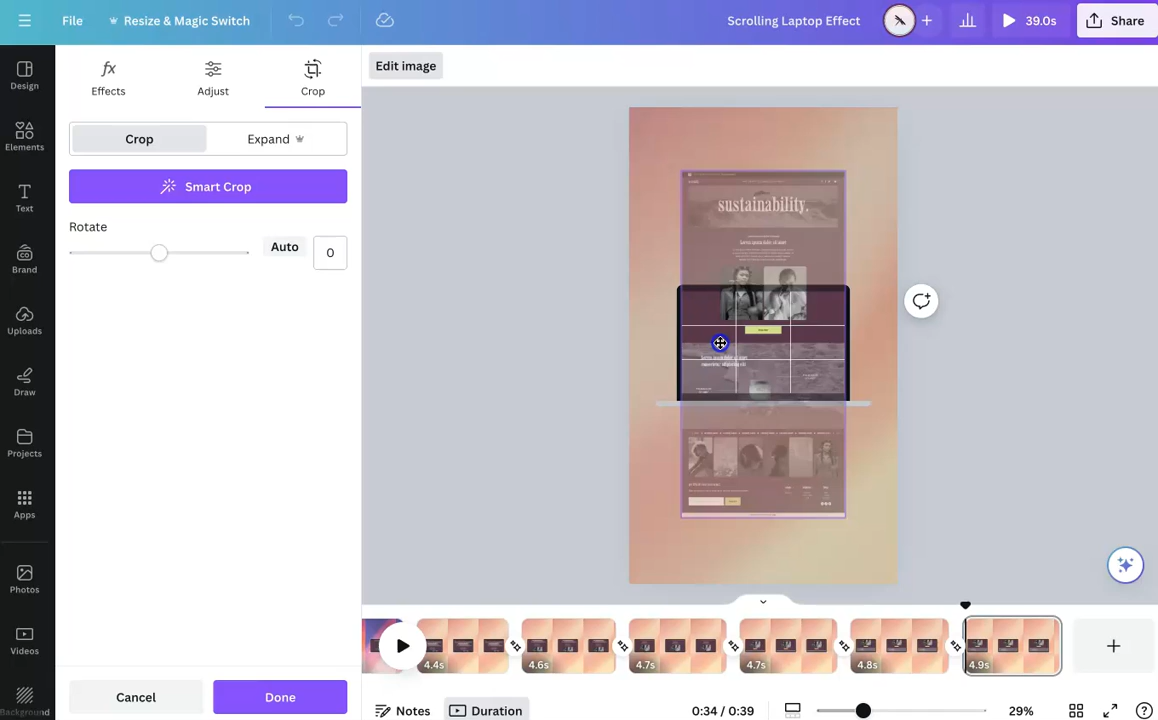 File
Resize & Magic Switch
Scrolling Laptop Effect
39.0s
Share
Design
Elements
Text
Brand
Uploads
Draw
Projects
Apps
Photos
Videos
Background
Effects
Adjust
Crop
Crop
Expand
Smart Crop
Rotate
Auto
0
Cancel
Done
Edit image
sustainability.
4.4s
4.6s
4.7s
4.7s
4.8s
4.9s
Notes
Duration
0:34 / 0:39
29%